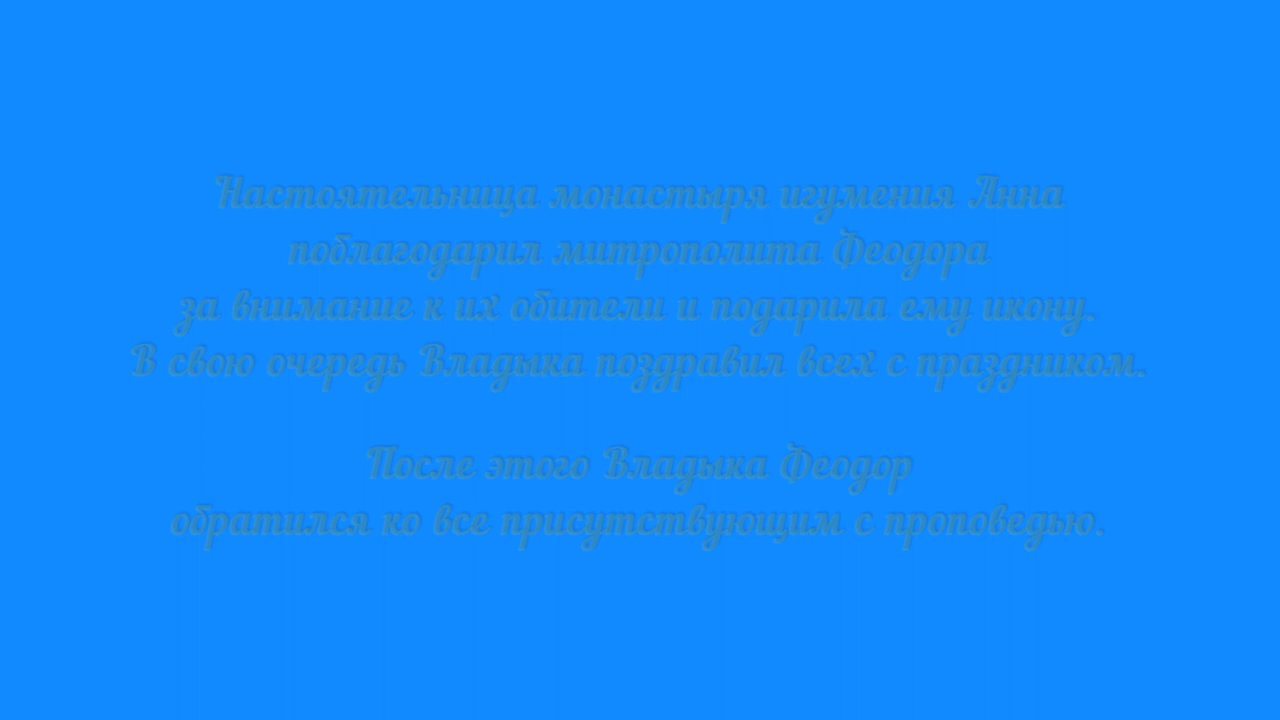 Настоятельница монастыря игумения Анна
поблагодарил митрополита Феодора
за внимание к их обители и подарила ему икону.
В свою очередь Владыка поздравил всех с праздником.
После этого Владыка Феодор
обратился ко все присутствующим с проповедью.